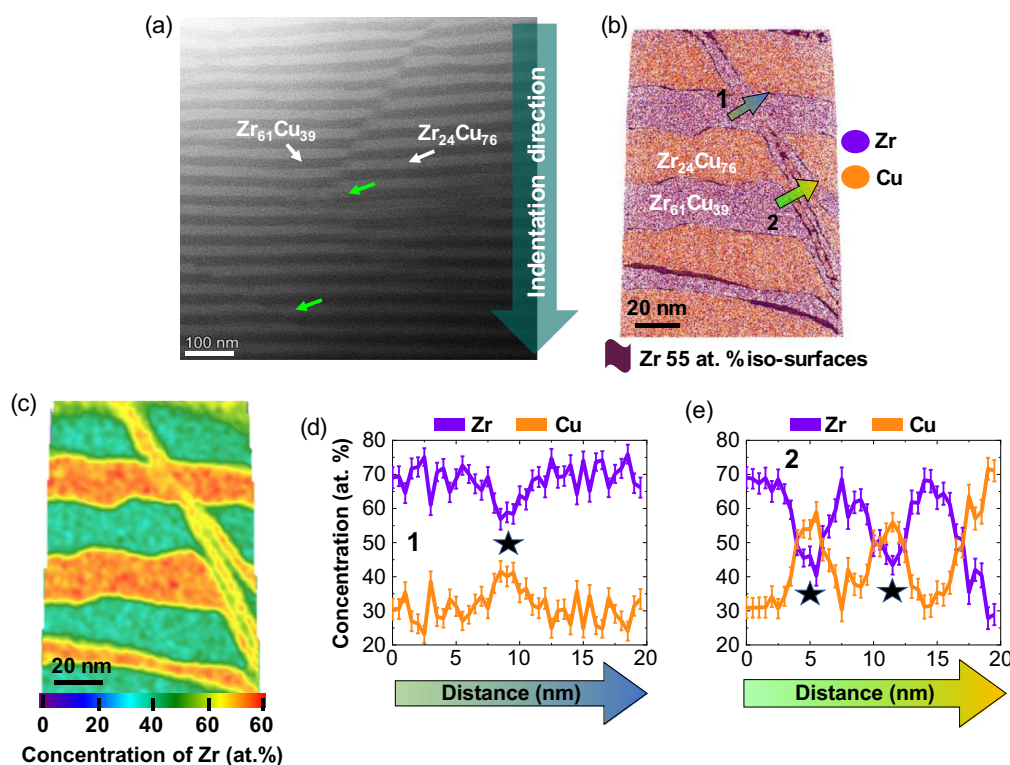 (a)
Zr₆₁Cu₃₉
Zr₂₄Cu₇₆
100 nm
Indentation direction
(b)
1
Zr₂₄Cu₇₆
Zr₆₁Cu₃₉
2
20 nm
Zr
Cu
Zr 55 at. % iso-surfaces
(c)
20 nm
0 20 40 60 60
Concentration of Zr (at.%)
(d)
Zr Cu
Concentration (at. %)
80
70
60
50
40
30
20
1
0 5 10 15 20
Distance (nm)
(e)
Zr Cu
2
80
70
60
50
40
30
20
0 5 10 15 20
Distance (nm)